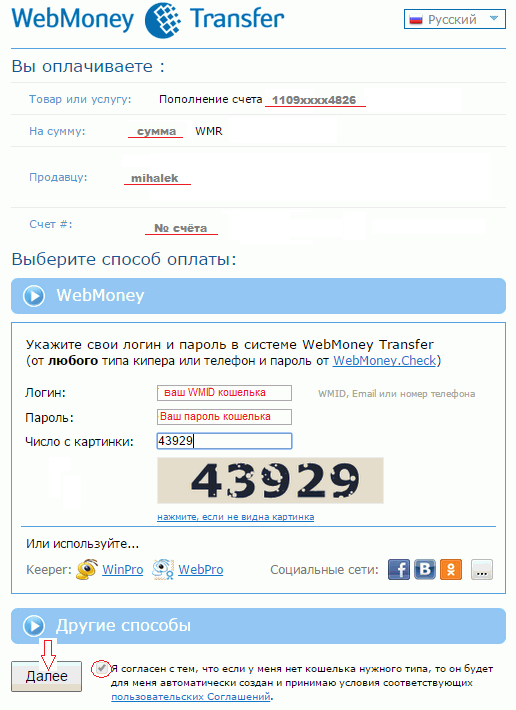 WebMoney Transfer
Русский
Вы оплачиваете :
Товар или услугу: Пополнение счета 1109xxxx4826
На сумму: сумма WMR
Продавцу: mihalek
Счет #: № счёта
Выберите способ оплаты:
WebMoney
Укажите свои логин и пароль в системе WebMoney Transfer
(от любого типа кипера или телефон и пароль от WebMoney.Check)
Логин: ваш WMID кошелька WMID, Email или номер телефона
Пароль: Ваш пароль кошелька
Число с картинки: 43929
43929
нажмите, если не видна картинка
Или используйте...
Keeper: WinPro WebPro Социальные сети: f B ...
Другие способы
Далее
Я согласен с тем, что если у меня нет кошелька нужного типа, то он будет
для меня автоматически создан и принимаю условия соответствующих
пользовательских Соглашений.